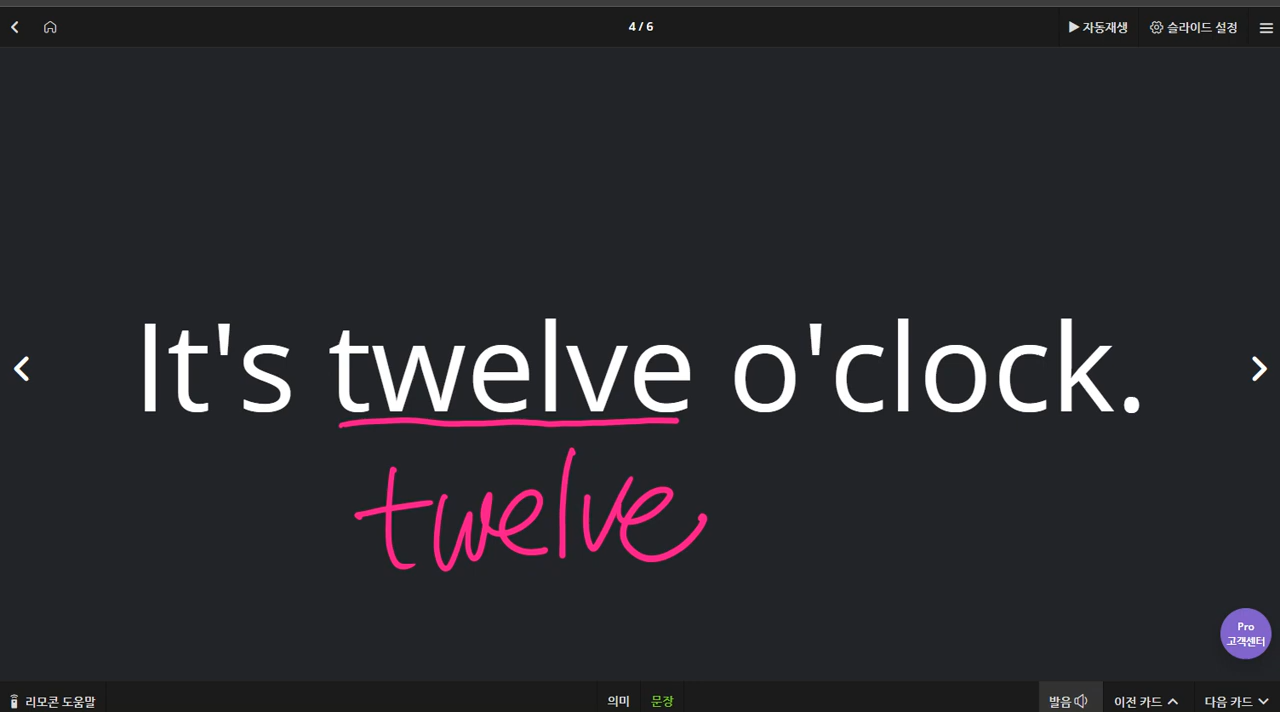 4 / 6
자동재생
슬라이드 설정
It's twelve o'clock.
twelve
Pro
고객센터
리모콘 도움말
의미
문장
발음
이전 카드
다음 카드